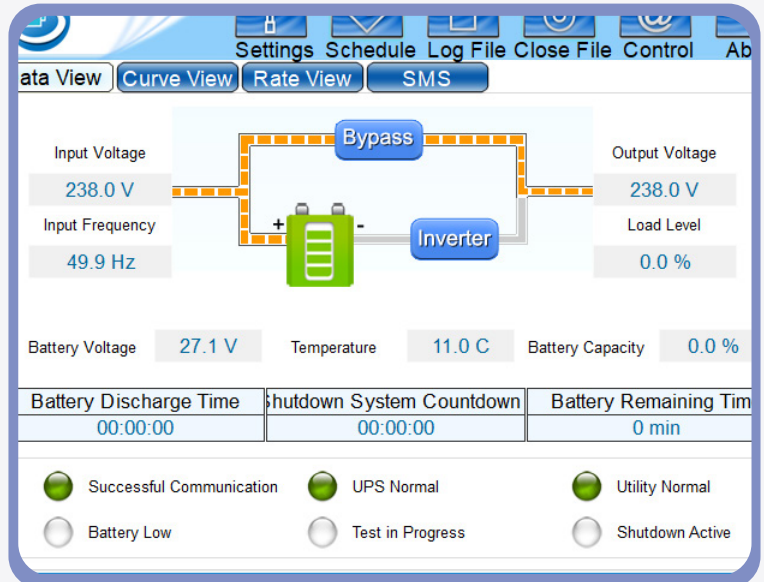 Settings Schedule Log File Close File Control Ab
ata View Curve View Rate View SMS
Bypass
Input Voltage
Output Voltage
238.0 V
238.0 V
Input Frequency
Load Level
+ -
Inverter
49.9 Hz
0.0 %
Battery Voltage 27.1 V Temperature 11.0 C Battery Capacity 0.0 %
Battery Discharge Time hutdown System Countdown Battery Remaining Tim
00:00:00 00:00:00 0 min
Successful Communication UPS Normal Utility Normal
Battery Low Test in Progress Shutdown Active